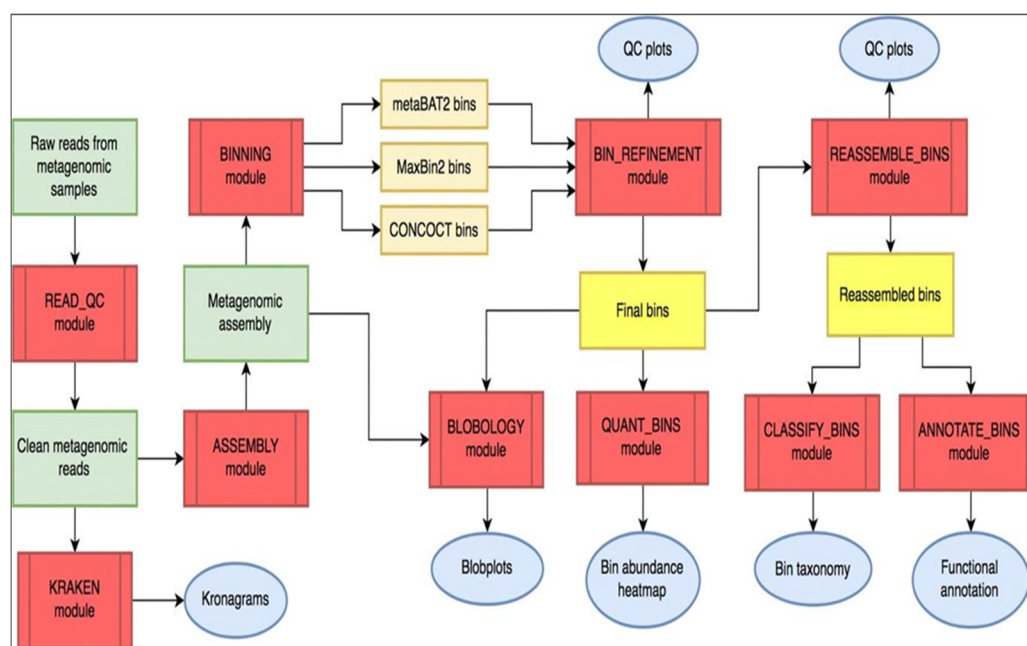 QC plots
QC plots
Raw reads from
metagenomic
samples
BINNING
module
metaBAT2 bins
MaxBin2 bins
CONCOCT bins
BIN_REFINEMENT
module
REASSEMBLE_BINS
module
READ_QC
module
Metagenomic
assembly
Final bins
Reassembled bins
Clean metagenomic
reads
ASSEMBLY
module
BLOBOLOGY
module
QUANT_BINS
module
CLASSIFY_BINS
module
ANNOTATE_BINS
module
KRAKEN
module
Kronagrams
Blobplots
Bin abundance
heatmap
Bin taxonomy
Functional
annotation